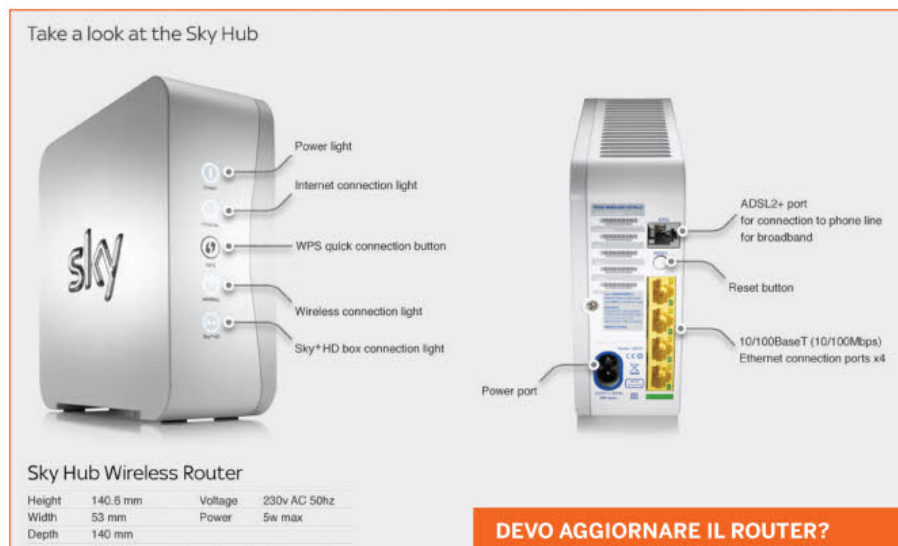 Take a look at the Sky Hub
sky
Power light
Internet connection light
WPS quick connection button
Wireless connection light
Sky+HD box connection light
ADSL2+ port
for connection to phone line
for broadband
Reset button
10/100BaseT (10/100Mbps)
Ethernet connection ports x4
Power port
Sky Hub Wireless Router
Height 140.6 mm Voltage 230v AC 50hz
Width 53 mm Power 5w max
Depth 140 mm
DEVO AGGIORNARE IL ROUTER?